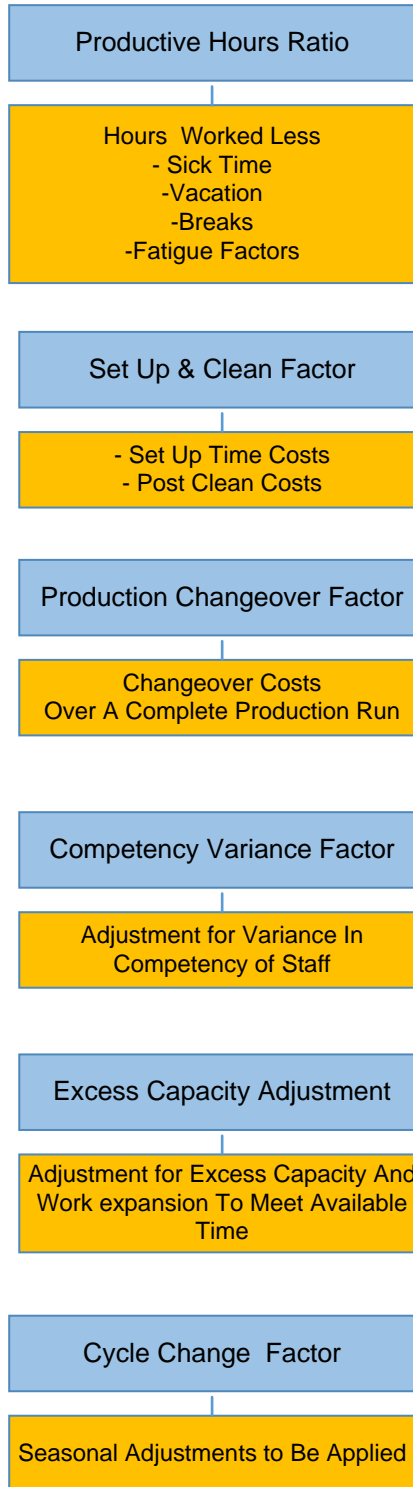 Productive Hours Ratio
Hours Worked Less
- Sick Time
-Vacation
-Breaks
-Fatigue Factors
Set Up & Clean Factor
- Set Up Time Costs
- Post Clean Costs
Production Changeover Factor
Changeover Costs
Over A Complete Production Run
Competency Variance Factor
Adjustment for Variance In
Competency of Staff
Excess Capacity Adjustment
Adjustment for Excess Capacity And
Work expansion To Meet Available
Time
Cycle Change Factor
Seasonal Adjustments to Be Applied